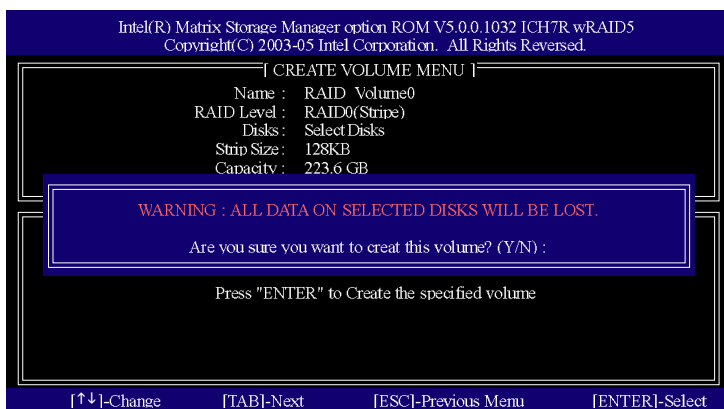 Intel(R) Matrix Storage Manager option ROM V5.0.0.1032 ICH7R wRAID5
Copyright(C) 2003-05 Intel Corporation. All Rights Reversed.
[ CREATE VOLUME MENU ]
Name : RAID_Volume0
RAID Level : RAID0(Stripe)
Disks : Select Disks
Strip Size : 128KB
Capacity : 223.6 GB
WARNING : ALL DATA ON SELECTED DISKS WILL BE LOST.
Are you sure you want to creat this volume? (Y/N) :
Press "ENTER" to Create the specified volume
[↑↓]-Change [TAB]-Next [ESC]-Previous Menu [ENTER]-Select